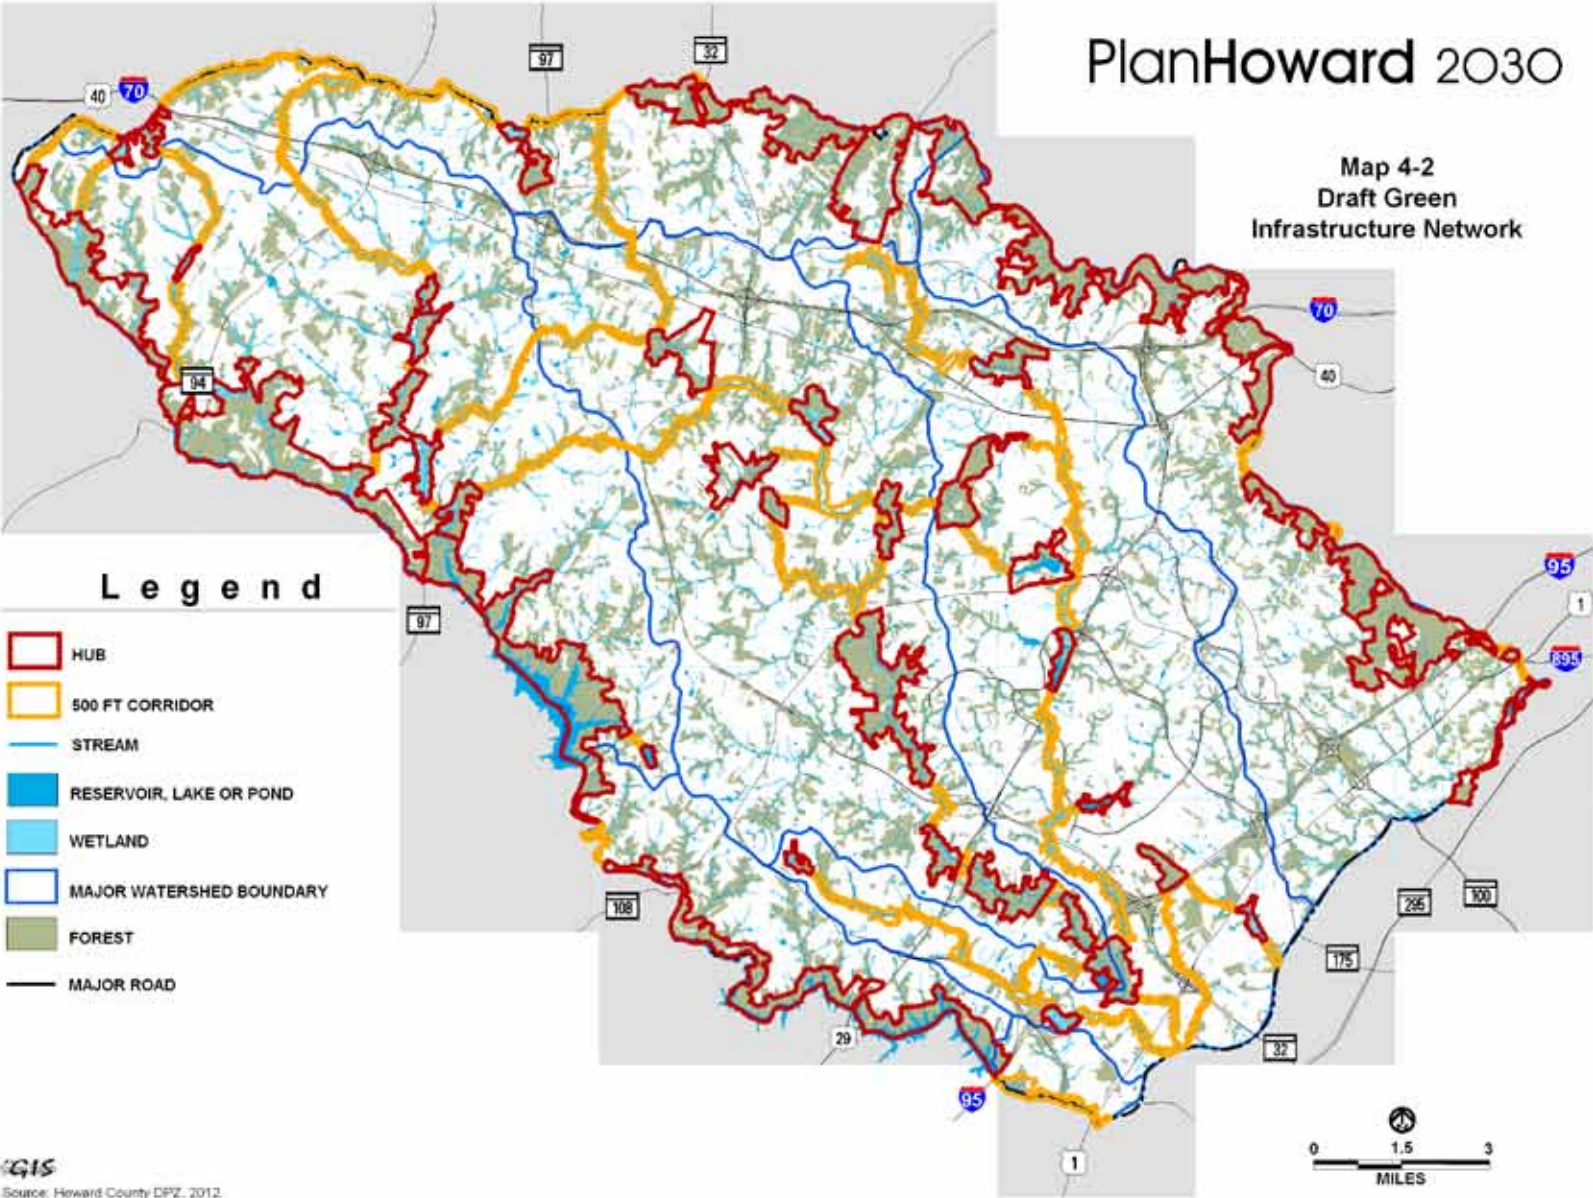 PlanHoward 2030
Map 4-2
Draft Green
Infrastructure Network
97
32
40
70
94
70
40
97
95
1
895
108
295
100
175
29
32
95
1
Legend
HUB
500 FT CORRIDOR
STREAM
RESERVOIR, LAKE OR POND
WETLAND
MAJOR WATERSHED BOUNDARY
FOREST
MAJOR ROAD
0 1.5 3
MILES
GIS
Source: Howard County DPZ, 2012